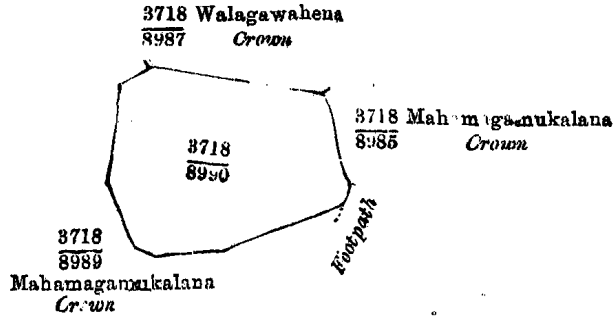 3718 Walagawahena
8987 Crown
3718 Mahamagamukalana
8985 Crown
3718
8990
Footpath
3718
8989
Mahamagamukalana
Crown